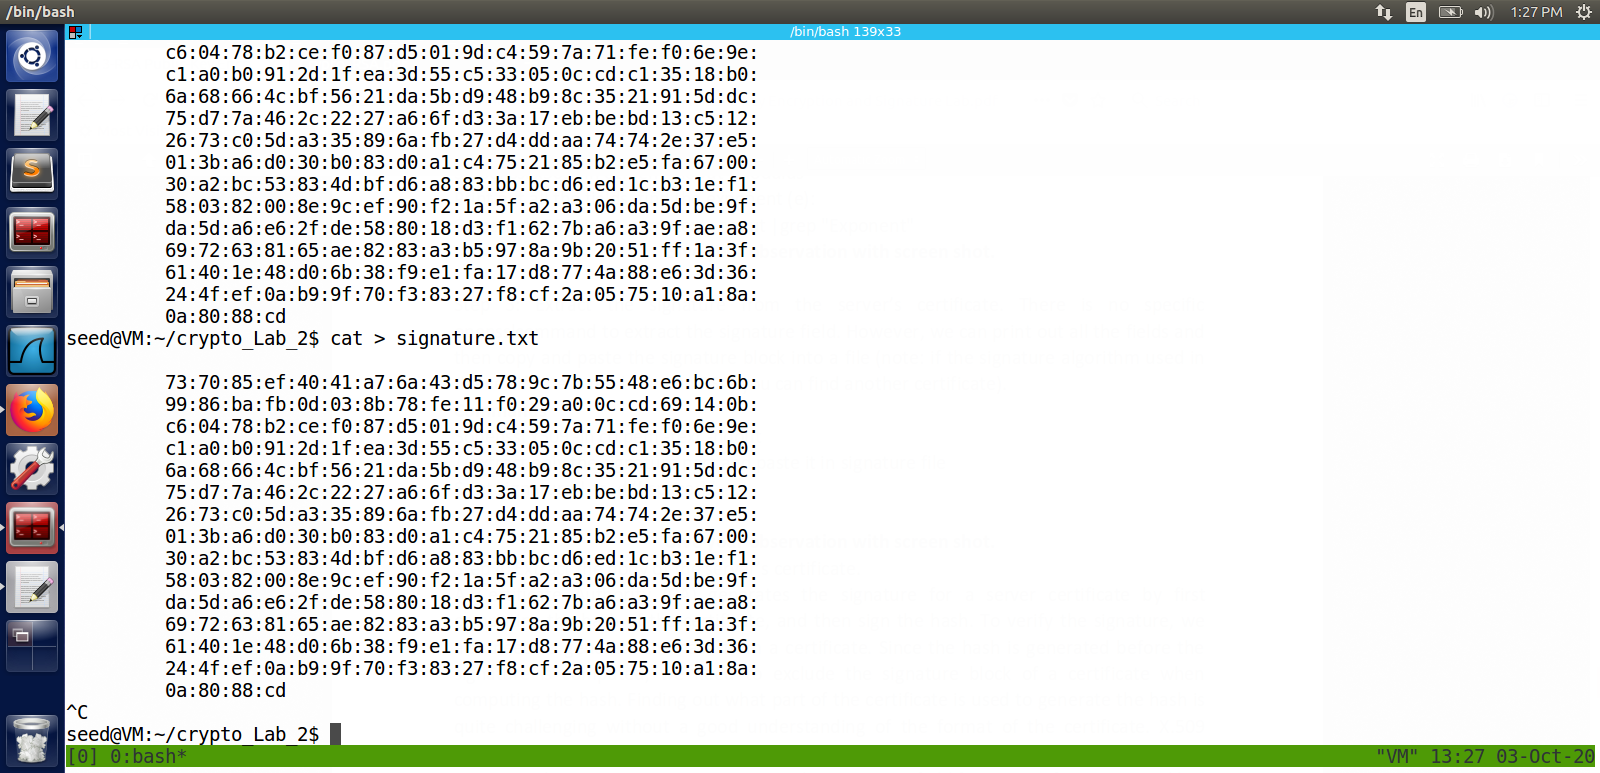 /bin/bash
En
1:27 PM
/bin/bash 139x33
c6:04:78:b2:ce:f0:87:d5:01:9d:c4:59:7a:71:fe:f0:6e:9e:
c1:a0:b0:91:2d:1f:ea:3d:55:c5:33:05:0c:cd:c1:35:18:b0:
6a:68:66:4c:bf:56:21:da:5b:d9:48:b9:8c:35:21:91:5d:dc:
75:d7:7a:46:2c:22:27:a6:6f:d3:3a:17:eb:be:bd:13:c5:12:
26:73:c0:5d:a3:35:89:6a:fb:27:d4:dd:aa:74:74:2e:37:e5:
01:3b:a6:d0:30:b0:83:d0:a1:c4:75:21:85:b2:e5:fa:67:00:
30:a2:bc:53:83:4d:bf:d6:a8:83:bb:bc:d6:ed:1c:b3:1e:f1:
58:03:82:00:8e:9c:ef:90:f2:1a:5f:a2:a3:06:da:5d:be:9f:
da:5d:a6:e6:2f:de:58:80:18:d3:f1:62:7b:a6:a3:9f:ae:a8:
69:72:63:81:65:ae:82:83:a3:b5:97:8a:9b:20:51:ff:1a:3f:
61:40:1e:48:d0:6b:38:f9:e1:fa:17:d8:77:4a:88:e6:3d:36:
24:4f:ef:0a:b9:9f:70:f3:83:27:f8:cf:2a:05:75:10:a1:8a:
0a:80:88:cd
seed@VM:~/crypto_Lab_2$ cat > signature.txt
73:70:85:ef:40:41:a7:6a:43:d5:78:9c:7b:55:48:e6:bc:6b:
99:86:ba:fb:0d:03:8b:78:fe:11:f0:29:a0:0c:cd:69:14:0b:
c6:04:78:b2:ce:f0:87:d5:01:9d:c4:59:7a:71:fe:f0:6e:9e:
c1:a0:b0:91:2d:1f:ea:3d:55:c5:33:05:0c:cd:c1:35:18:b0:
6a:68:66:4c:bf:56:21:da:5b:d9:48:b9:8c:35:21:91:5d:dc:
75:d7:7a:46:2c:22:27:a6:6f:d3:3a:17:eb:be:bd:13:c5:12:
26:73:c0:5d:a3:35:89:6a:fb:27:d4:dd:aa:74:74:2e:37:e5:
01:3b:a6:d0:30:b0:83:d0:a1:c4:75:21:85:b2:e5:fa:67:00:
30:a2:bc:53:83:4d:bf:d6:a8:83:bb:bc:d6:ed:1c:b3:1e:f1:
58:03:82:00:8e:9c:ef:90:f2:1a:5f:a2:a3:06:da:5d:be:9f:
da:5d:a6:e6:2f:de:58:80:18:d3:f1:62:7b:a6:a3:9f:ae:a8:
69:72:63:81:65:ae:82:83:a3:b5:97:8a:9b:20:51:ff:1a:3f:
61:40:1e:48:d0:6b:38:f9:e1:fa:17:d8:77:4a:88:e6:3d:36:
24:4f:ef:0a:b9:9f:70:f3:83:27:f8:cf:2a:05:75:10:a1:8a:
0a:80:88:cd
^C
seed@VM:~/crypto_Lab_2$
[0] 0:bash* "VM" 13:27 03-Oct-20